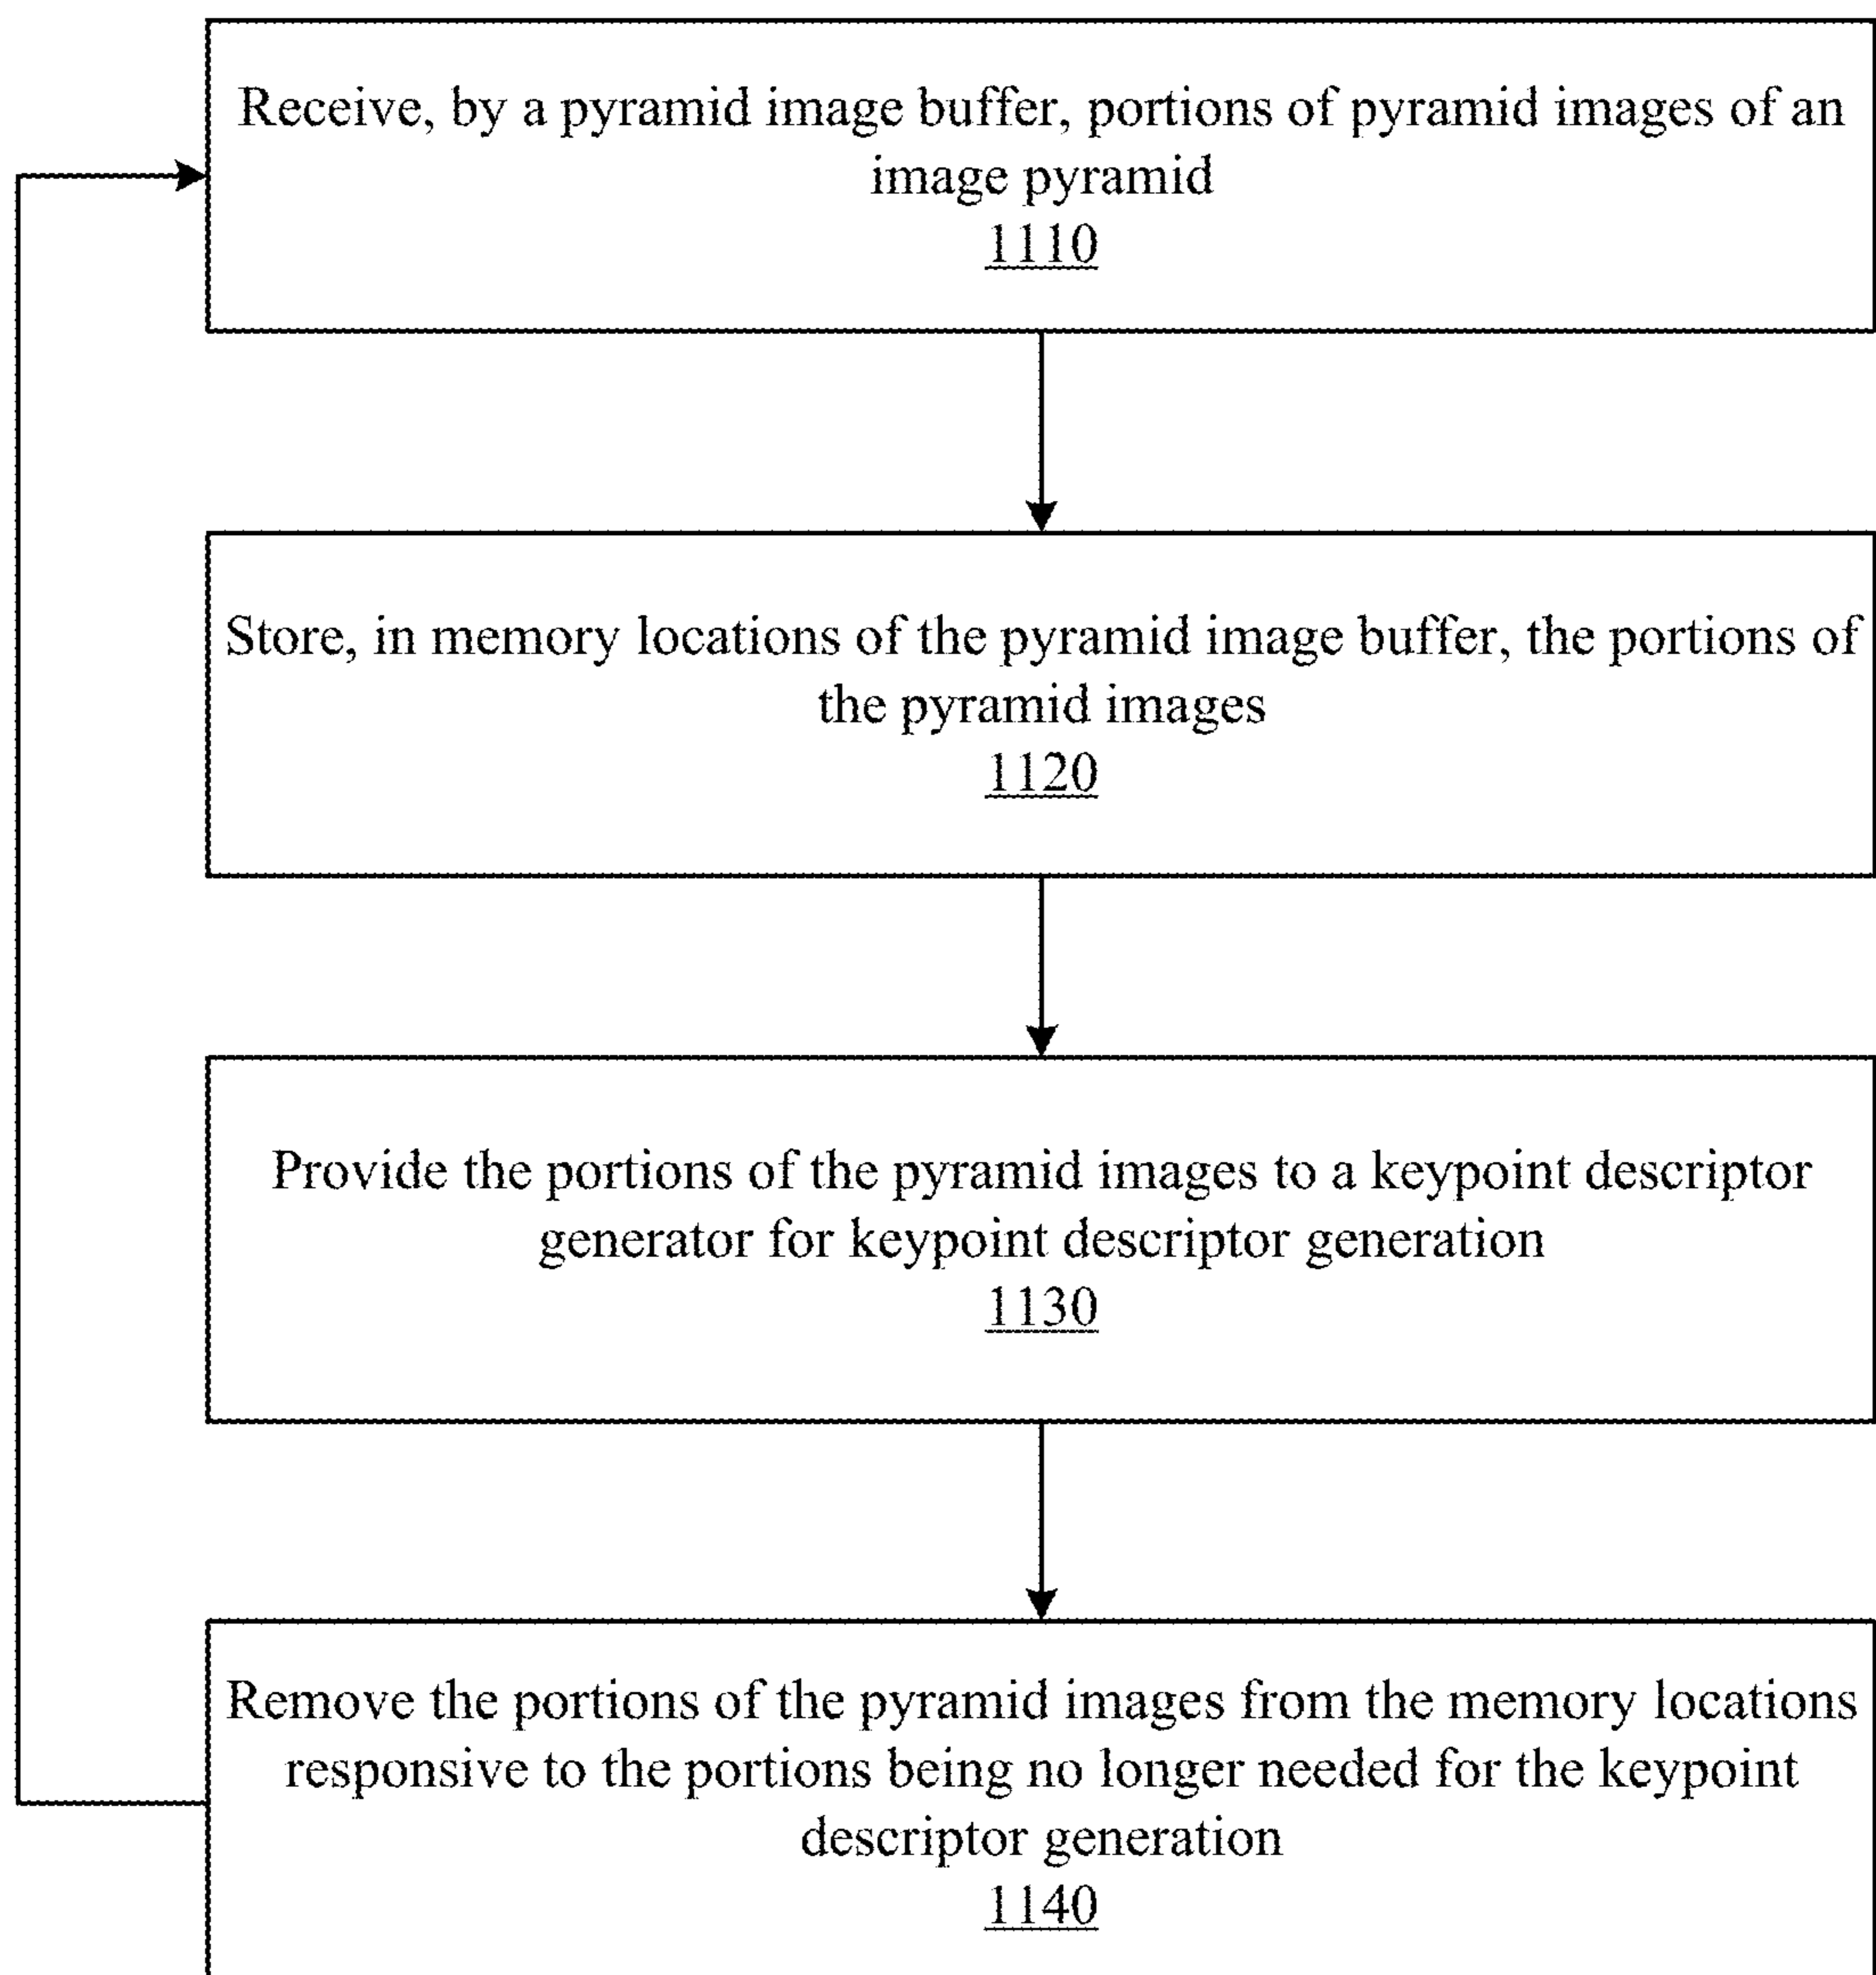 Receive, by a pyramid image buffer, portions of pyramid images of an
image pyramid
1110
Store, in memory locations of the pyramid image buffer, the portions of
the pyramid images
1120
Provide the portions of the pyramid images to a keypoint descriptor
generator for keypoint descriptor generation
1130
Remove the portions of the pyramid images from the memory locations
responsive to the portions being no longer needed for the keypoint
descriptor generation
1140